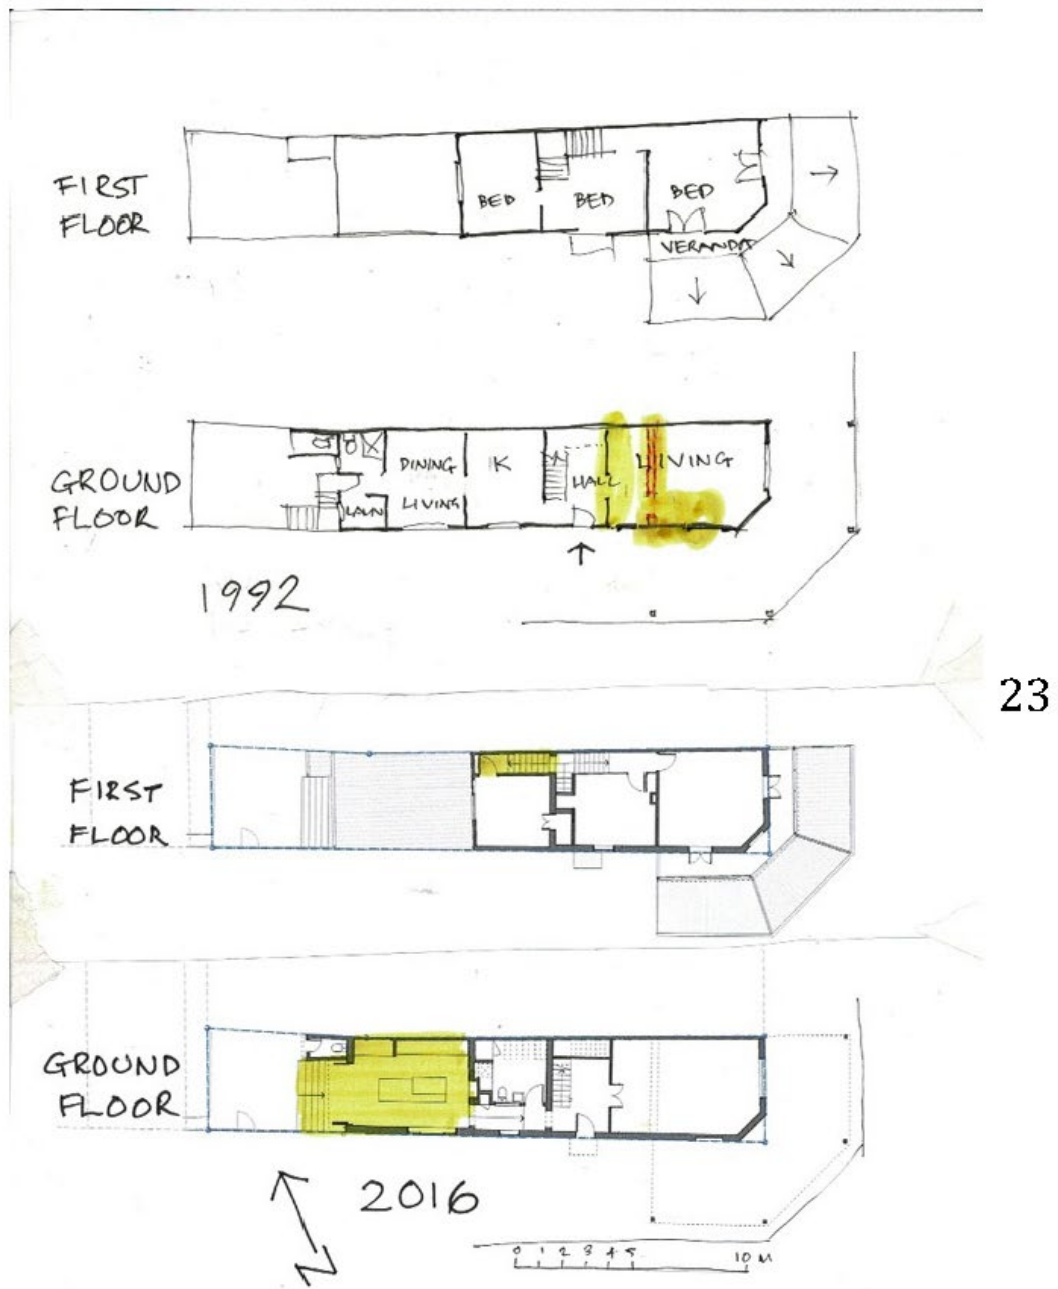 FIRST
FLOOR
BED
BED
BED
VERANDA
GROUND
FLOOR
DINING
LIVING
K
HALL
LIVING
LAUN
1992
23
FIRST
FLOOR
GROUND
FLOOR
2016
N
0 1 2 3 4 5 10 M